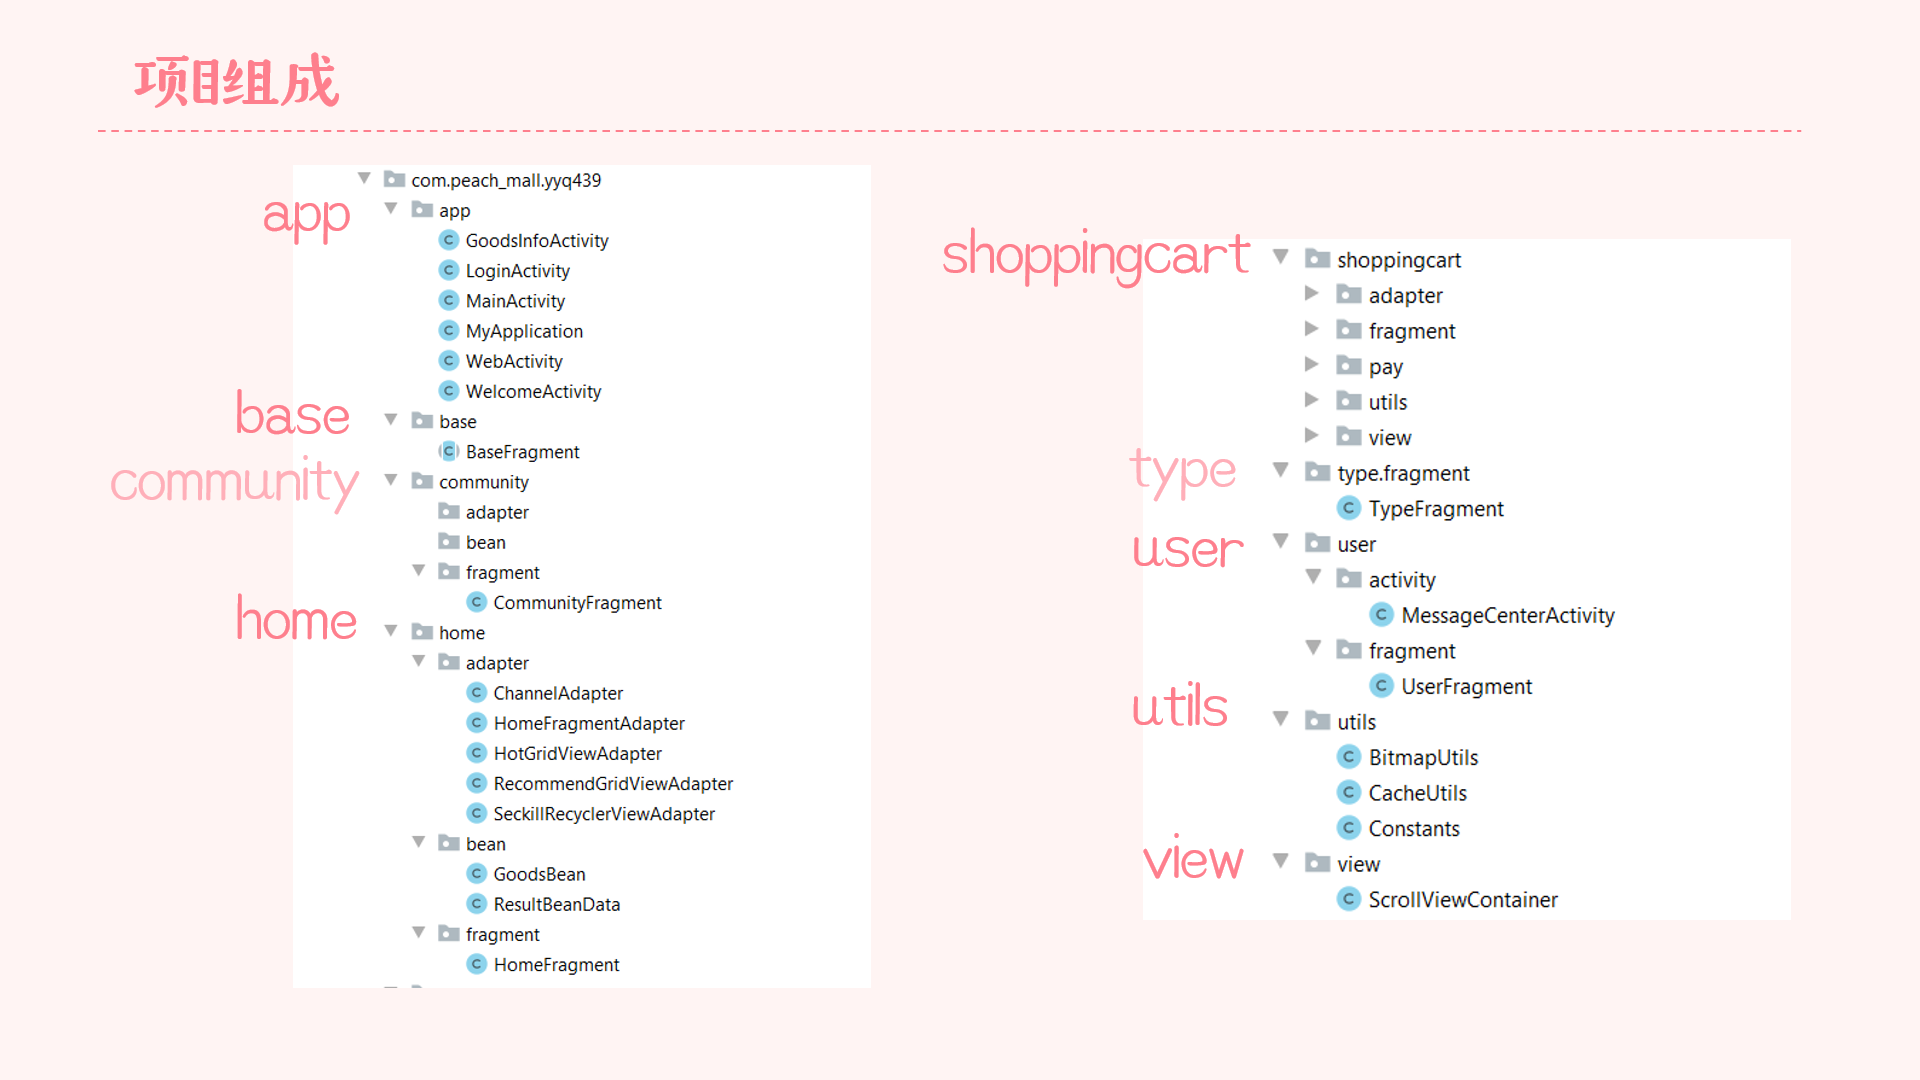 项目组成
com.peach_mall.yyq439
app
app
GoodsInfoActivity
LoginActivity
MainActivity
MyApplication
WebActivity
WelcomeActivity
base
base
BaseFragment
community
community
adapter
bean
fragment
CommunityFragment
home
home
adapter
ChannelAdapter
HomeFragmentAdapter
HotGridViewAdapter
RecommendGridViewAdapter
SeckillRecyclerViewAdapter
bean
GoodsBean
ResultBeanData
fragment
HomeFragment
shoppingcart
shoppingcart
adapter
fragment
pay
utils
view
type
type.fragment
TypeFragment
user
user
activity
MessageCenterActivity
fragment
UserFragment
utils
utils
BitmapUtils
CacheUtils
Constants
view
view
ScrollViewContainer